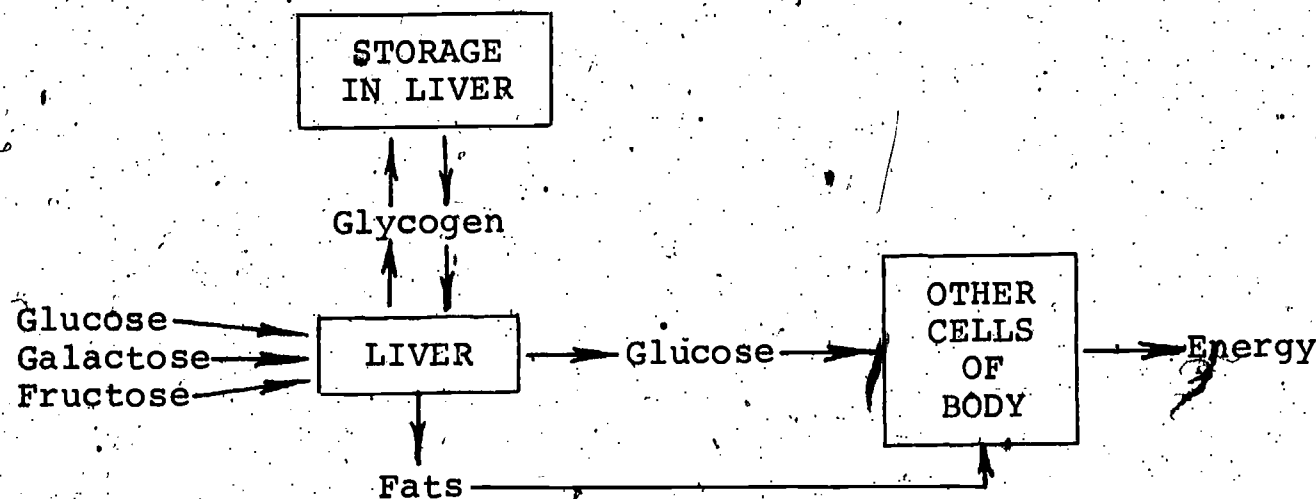 STORAGE
IN LIVER
Glycogen
Glucose
Galactose
Fructose
LIVER
Glucose
OTHER
CELLS
OF
BODY
Energy
Fats